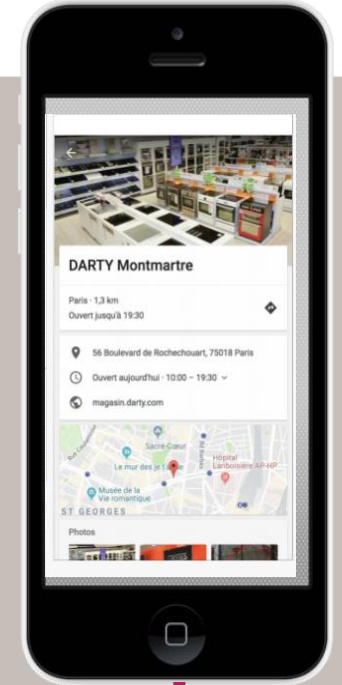 DARTY Montmartre
Paris · 1,3 km
Ouvert jusqu'à 19:30
56 Boulevard de Rochechouart, 75018 Paris
Ouvert aujourd'hui · 10:00 – 19:30
magasin.darty.com
Sacré-Cœur
Le mur des je t'aime
Hôpital
Lariboisière AP-HP
Musée de la
Vie romantique
ST GEORGES
Photos